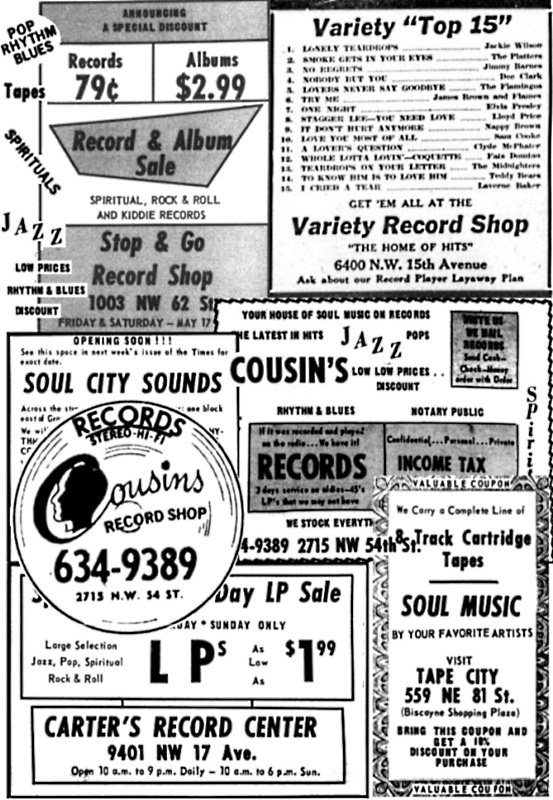 POP
RHYTHM
BLUES
Tapes
SPIRITUALS
JAZZ
LOW PRICES
RHYTHM & BLUES
DISCOUNT
ANNOUNCING
A SPECIAL DISCOUNT
Records
79¢
Albums
$2.99
Record & Album
Sale
SPIRITUAL, ROCK & ROLL
AND KIDDIE RECORDS
Stop & Go
Record Shop
1003 NW 62 St
FRIDAY & SATURDAY — MAY 17
Variety "Top 15"
1. LONELY TEARDROPS Jackie Wilson
2. SMOKE GETS IN YOUR EYES The Platters
3. NO REGRETS Jimmy Barnes
4. NOBODY BUT YOU Dee Clark
5. LOVERS NEVER SAY GOODBYE The Flamingos
6. TRY ME James Brown and Flames
7. ONE NIGHT Elvis Presley
8. STAGGER LEE—YOU NEED LOVE Lloyd Price
9. IT DON'T HURT ANYMORE Nappy Brown
10. LOVE YOU MOST OF ALL Sam Cooke
11. A LOVER'S QUESTION Clyde McPhater
12. WHOLE LOTTA LOVIN'—COQUETTE Fats Domino
13. TEARDROPS ON YOUR LETTER The Midnighters
14. TO KNOW HIM IS TO LOVE HIM Teddy Bears
15. I CRIED A TEAR Laverne Baker
GET 'EM ALL AT THE
Variety Record Shop
"THE HOME OF HITS"
6400 N.W. 15th Avenue
Ask about our Record Player Layaway Plan
YOUR HOUSE OF SOUL MUSIC ON RECORDS
THE LATEST IN HITS JAZZ POPS
COUSIN'S LOW LOW PRICES . .
DISCOUNT
WRITE US
WE MAIL
RECORDS
Send Cash—
Check—Money
order with Order
RHYTHM & BLUES
NOTARY PUBLIC
Spirit
If it was recorded and played
on the radio...We have it!
RECORDS
3 days service on oldies—45's
LP's that we may not have
Confidential...Personal...Private
INCOME TAX
WE STOCK EVERYTH
4-9389 2715 NW 54th St.
OPENING SOON!!!
See this space in next week's issue of the Times for
exact date.
SOUL CITY SOUNDS
Across the str
one block
east of
We wi
RECORDS
STEREO-HI-FI
Cousins
RECORD SHOP
634-9389
2715 N.W. 54 ST.
Day LP Sale
DAY * SUNDAY ONLY
Large Selection
Jazz, Pop, Spiritual
Rock & Roll
LPS
As
Low
As
$1.99
CARTER'S RECORD CENTER
9401 NW 17 Ave.
Open 10 a.m. to 9 p.m. Daily — 10 a.m. to 6 p.m. Sun.
VALUABLE COUPON
We Carry a Complete Line of
8 Track Cartridge
Tapes
SOUL MUSIC
BY YOUR FAVORITE ARTISTS
VISIT
TAPE CITY
559 NE 81 St.
(Biscayne Shopping Plaza)
BRING THIS COUPON AND
GET A 10%
DISCOUNT ON YOUR
PURCHASE
VALUABLE COUPON